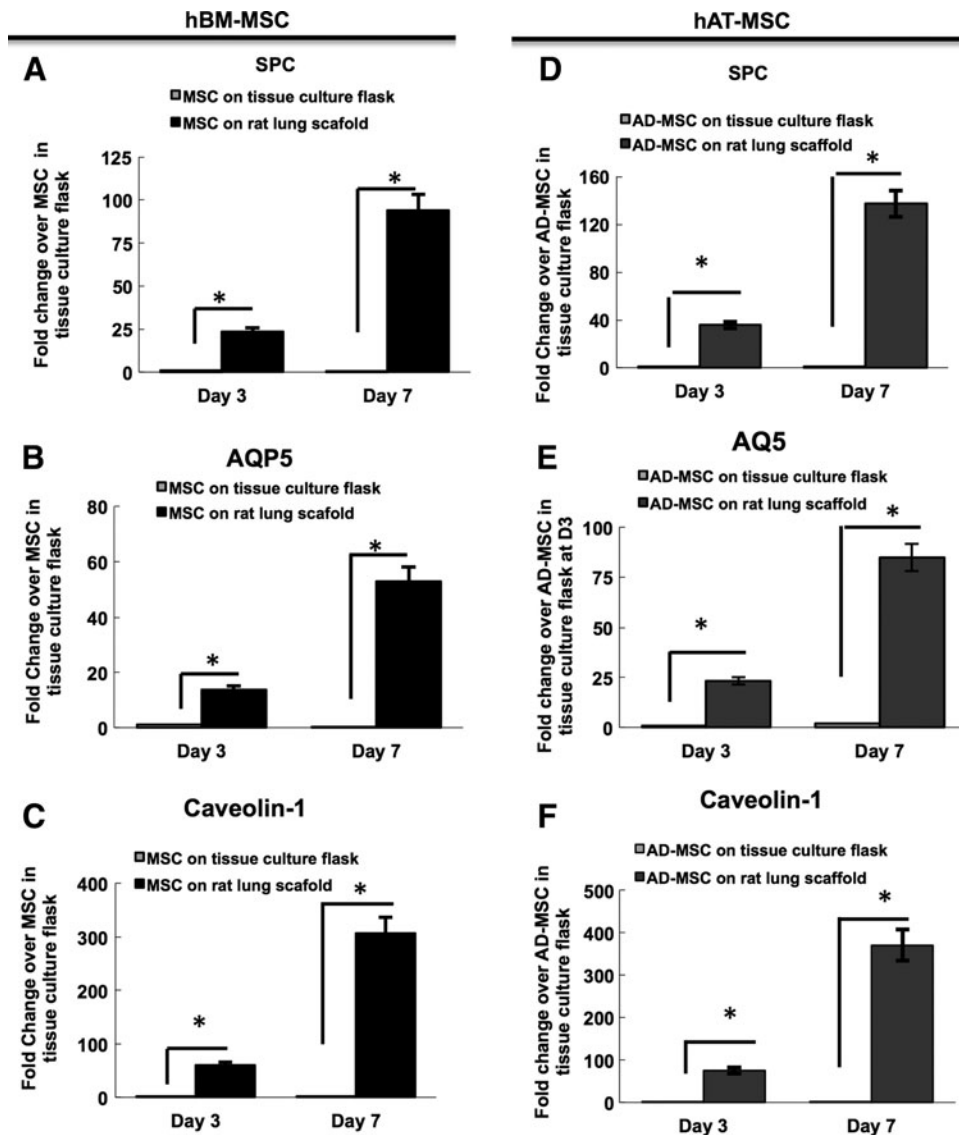 hBM-MSC
A
SPC
MSC on tissue culture flask
MSC on rat lung scafold
Fold change over MSC in
tissue culture flask
125
100
75
50
25
0
*
*
Day 3
Day 7
B
AQP5
MSC on tissue culture flask
MSC on rat lung scafold
Fold Change over MSC in
tissue culture flask
80
60
40
20
0
*
*
Day 3
Day 7
C
Caveolin-1
MSC on tissue culture flask
MSC on rat lung scafold
Fold Change over MSC in
tissue culture flask
400
300
200
100
0
*
*
Day 3
Day 7
hAT-MSC
D
SPC
AD-MSC on tissue culture flask
AD-MSC on rat lung scaffold
Fold Change over AD-MSC in
tissue culture flask
160
120
80
40
0
*
*
Day 3
Day 7
E
AQ5
AD-MSC on tissue culture flask
AD-MSC on rat lung scaffold
Fold change over AD-MSC in
tissue culture flask at D3
100
75
50
25
0
*
*
Day 3
Day 7
F
Caveolin-1
AD-MSC on tissue culture flask
AD-MSC on rat lung scaffold
Fold change over AD-MSC in
tissue culture flask
500
400
300
200
100
0
*
*
Day 3
Day 7